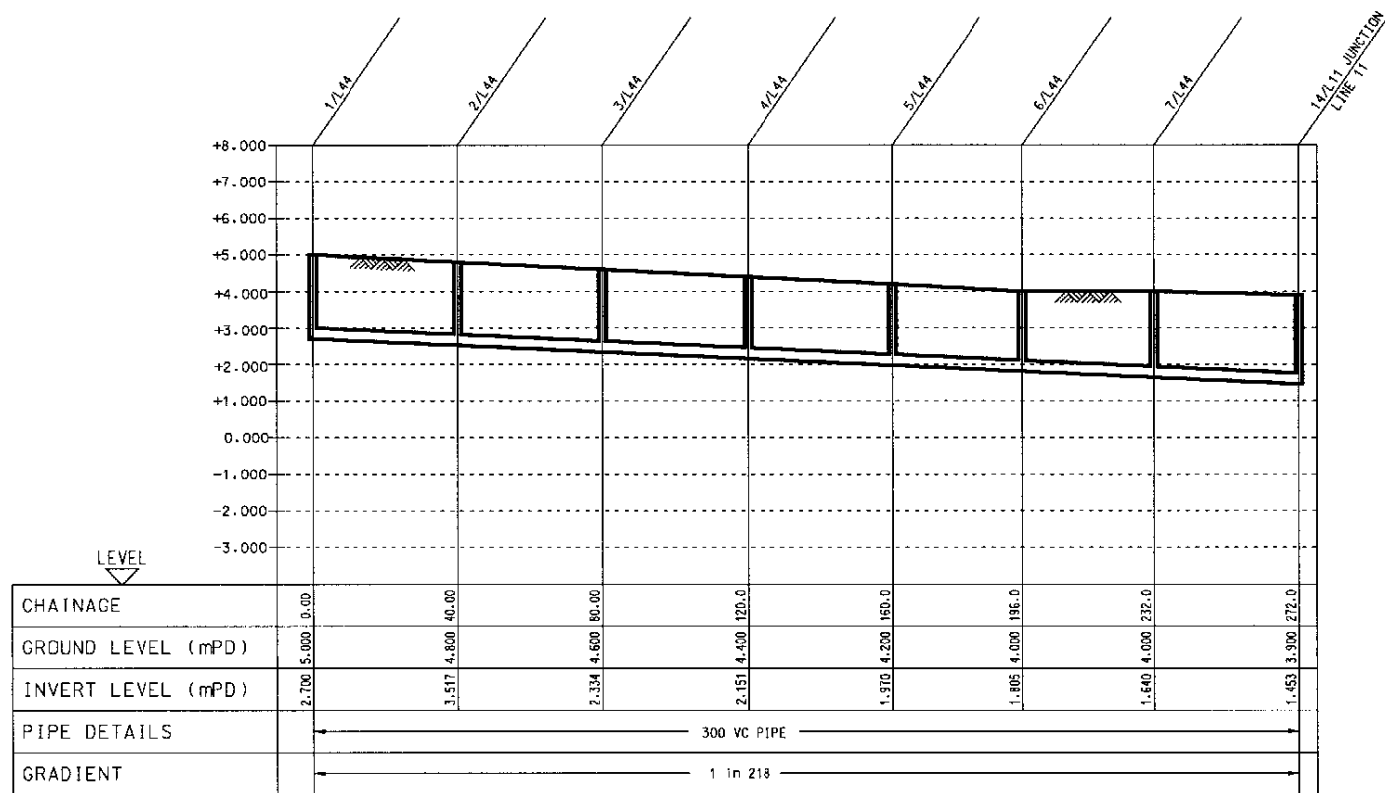 1/L44
2/L44
3/L44
4/L44
5/L44
6/L44
7/L44
14/L11 JUNCTION
LINE 11
+8.000
+7.000
+6.000
+5.000
+4.000
+3.000
+2.000
+1.000
0.000
-1.000
-2.000
-3.000
LEVEL
CHAINAGE 0.00 40.00 80.00 120.0 160.0 196.0 232.0 272.0
GROUND LEVEL (mPD) 5.000 4.800 4.600 4.400 4.200 4.000 4.000 3.900
INVERT LEVEL (mPD) 2.700 3.517 2.334 2.151 1.970 1.805 1.640 1.453
PIPE DETAILS 300 VC PIPE
GRADIENT 1 in 218